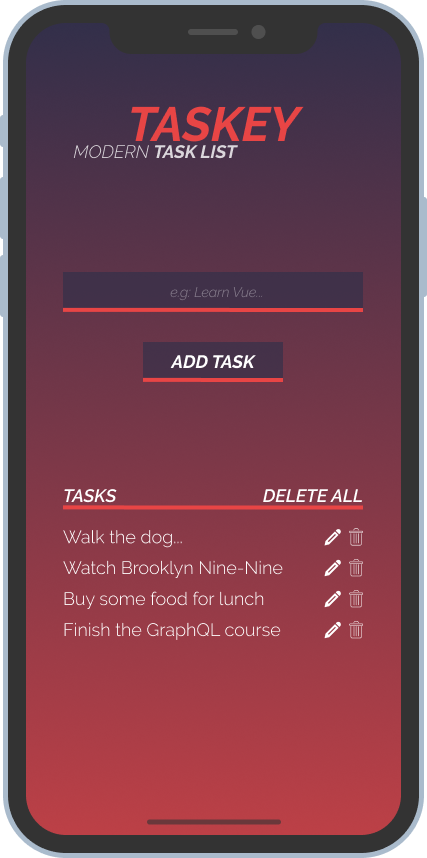 TASKEY
MODERN TASK LIST
e.g: Learn Vue...
ADD TASK
TASKS DELETE ALL
Walk the dog...
Watch Brooklyn Nine-Nine
Buy some food for lunch
Finish the GraphQL course